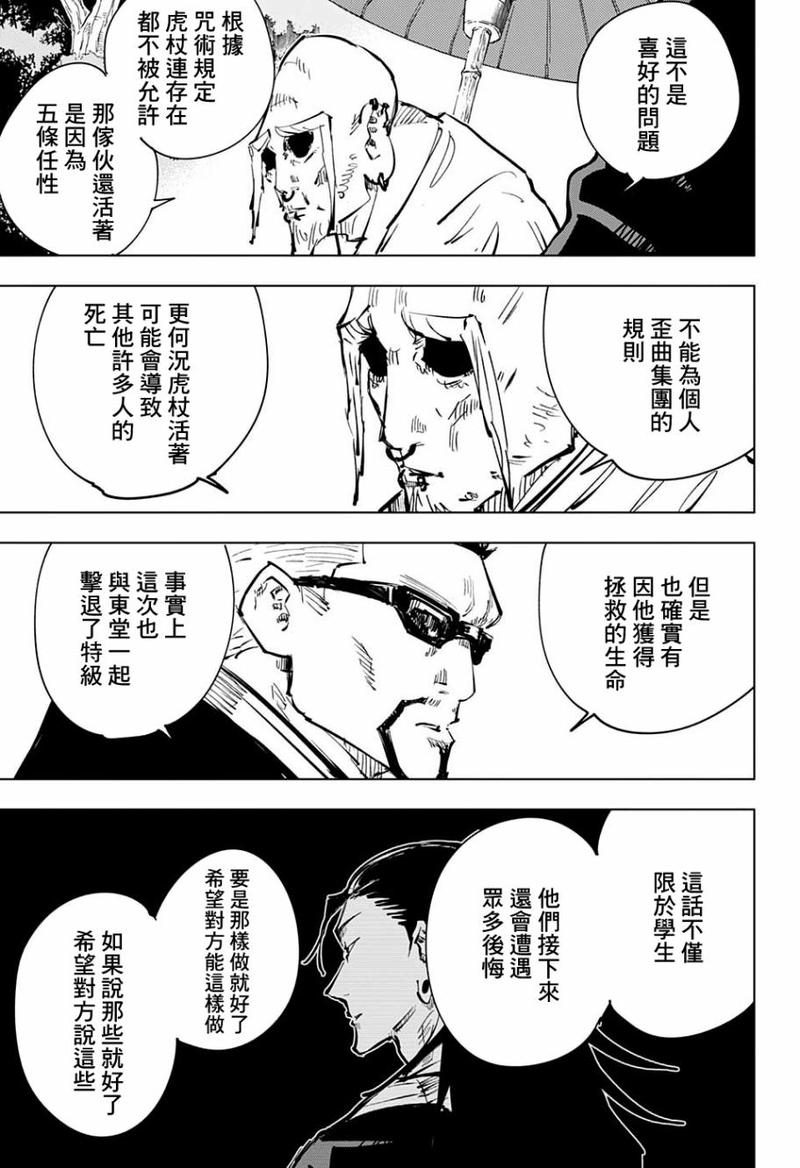 這不是
喜好的問題
根據
咒術規定
虎杖連存在
都不被允許
那傢伙還活著
是因為
五條任性
不能為個人
歪曲集團的
規則
更何況虎杖活著
可能會導致
其他許多人的
死亡
但是
也確實有
因他獲得
拯救的生命
事實上
這次也
與東堂一起
擊退了特級
這話不僅
限於學生
他們接下來
還會遭遇
眾多後悔
要是那樣做就好了
希望對方能這樣做
如果說那些就好了
希望對方說這些